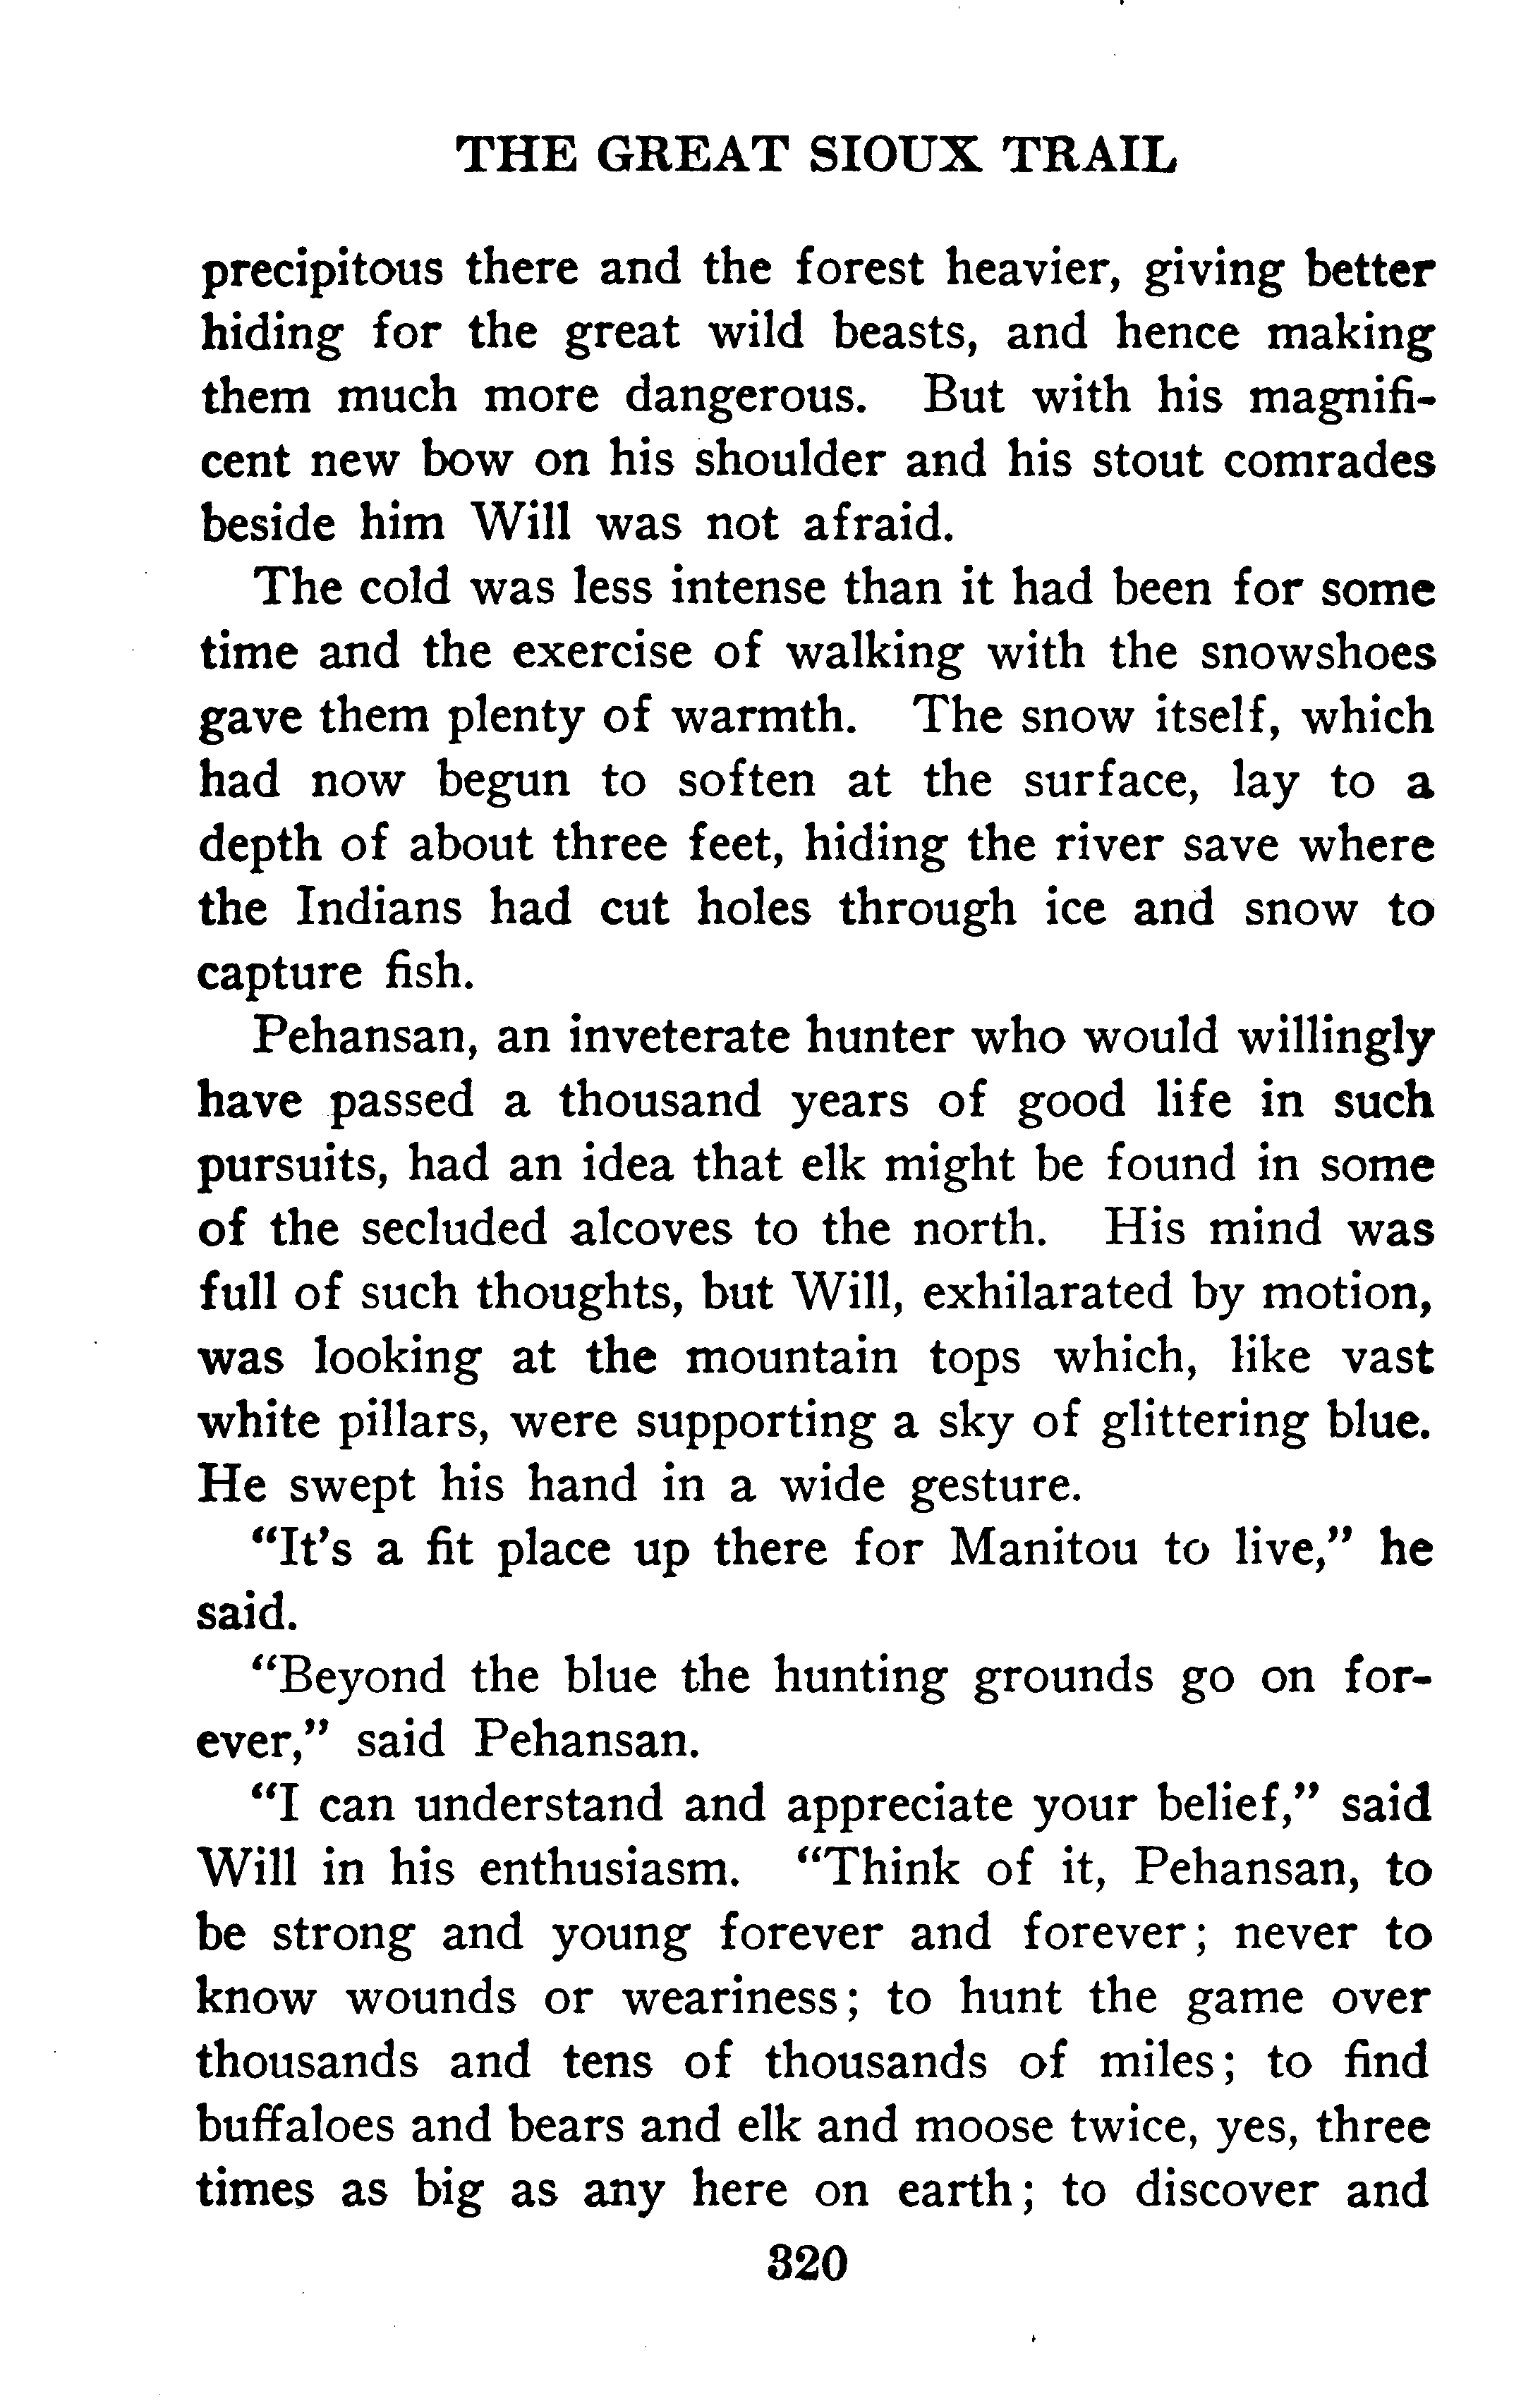 THE GREAT SIOUX TRAIL
precipitous there and the forest heavier, giving better
hiding for the great wild beasts, and hence making
them much more dangerous. But with his magnifi-
cent new bow on his shoulder and his stout comrades
beside him Will was not afraid.
The cold was less intense than it had been for some
time and the exercise of walking with the snowshoes
gave them plenty of warmth. The snow itself, which
had now begun to soften at the surface, lay to a
depth of about three feet, hiding the river save where
the Indians had cut holes through ice and snow to
capture fish.
Pehansan, an inveterate hunter who would willingly
have passed a thousand years of good life in such
pursuits, had an idea that elk might be found in some
of the secluded alcoves to the north. His mind was
full of such thoughts, but Will, exhilarated by motion,
was looking at the mountain tops which, like vast
white pillars, were supporting a sky of glittering blue.
He swept his hand in a wide gesture.
"It's a fit place up there for Manitou to live," he
said.
"Beyond the blue the hunting grounds go on for-
ever," said Pehansan.
"I can understand and appreciate your belief," said
Will in his enthusiasm. "Think of it, Pehansan, to
be strong and young forever and forever; never to
know wounds or weariness; to hunt the game over
thousands and tens of thousands of miles; to find
buffaloes and bears and elk and moose twice, yes, three
times as big as any here on earth; to discover and
320